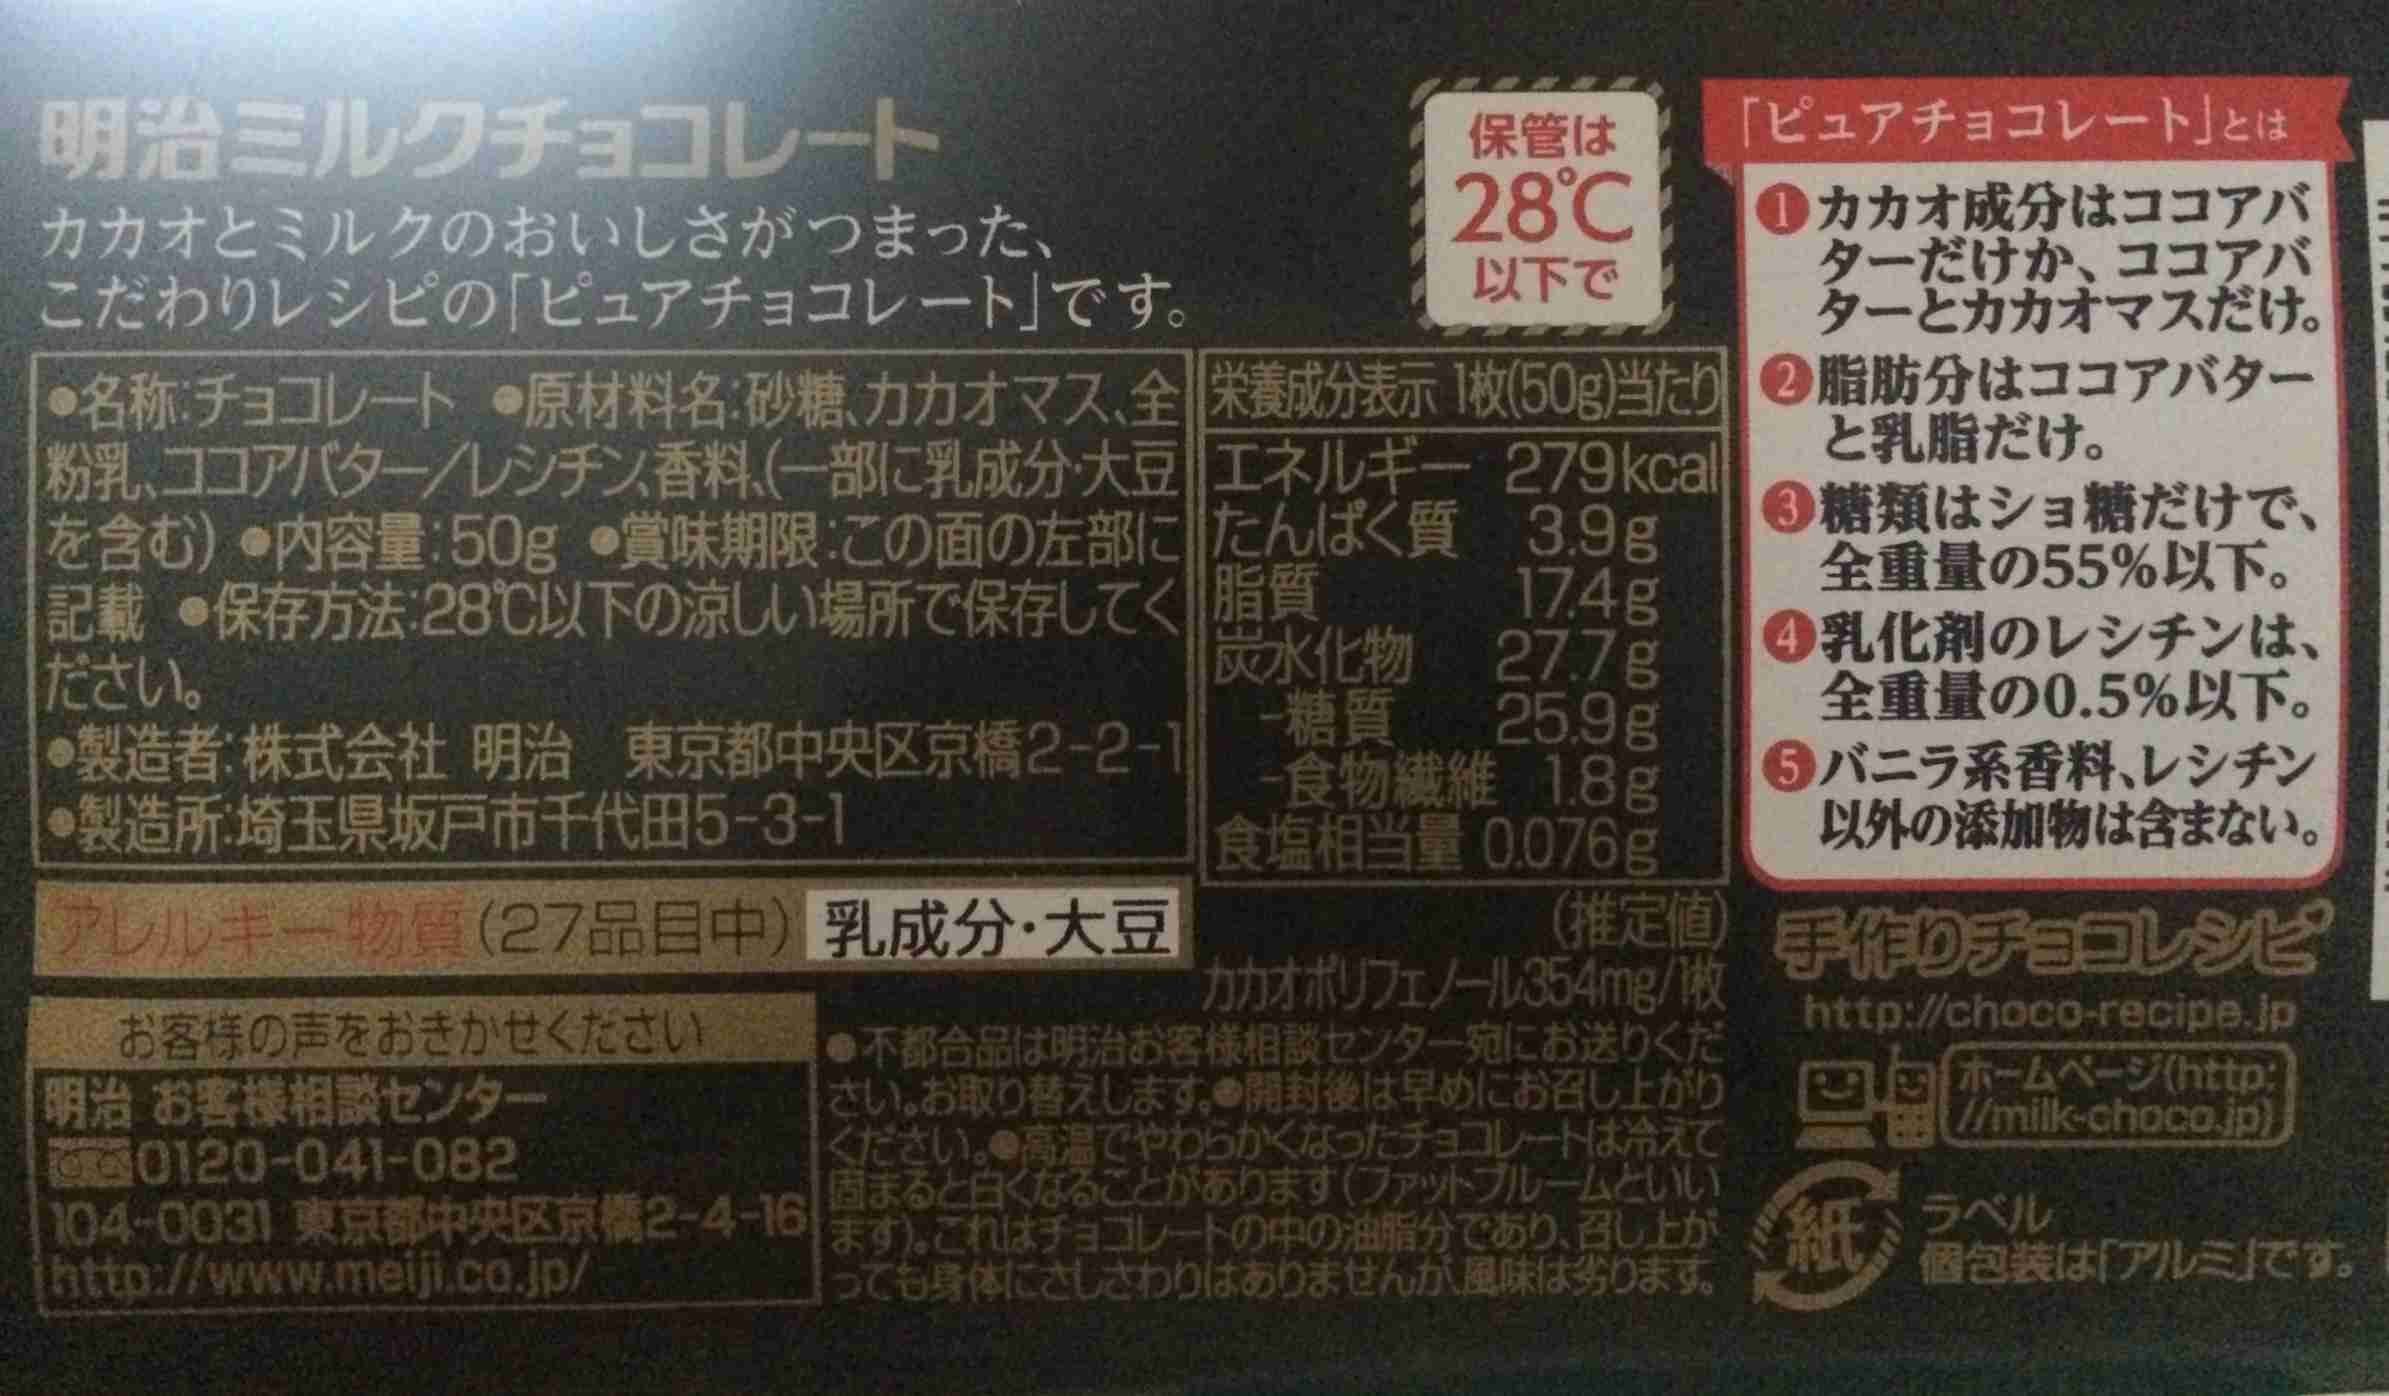 明治ミルクチョコレート
カカオとミルクのおいしさがつまった、
こだわりレシピの「ピュアチョコレート」です。
●名称:チョコレート ●原材料名:砂糖、カカオマス、全
粉乳、ココアバター/レシチン、香料、(一部に乳成分・大豆
を含む) ●内容量:50g ●賞味期限:この面の左部に
記載 ●保存方法:28℃以下の涼しい場所で保存してく
ださい。
●製造者:株式会社 明治 東京都中央区京橋2-2-1
●製造所:埼玉県坂戸市千代田5-3-1
アレルギー物質(27品目中) 乳成分・大豆
お客様の声をおきかせください
明治 お客様相談センター
0120-041-082
104-0031 東京都中央区京橋2-4-16
http://www.meiji.co.jp/
保管は
28℃
以下で
栄養成分表示 1枚(50g)当たり
エネルギー 279kcal
たんぱく質 3.9g
脂質 17.4g
炭水化物 27.7g
-糖質 25.9g
-食物繊維 1.8g
食塩相当量 0.076g
(推定値)
カカオポリフェノール354mg/1枚
●不都合品は明治お客様相談センター宛にお送りくだ
さい。お取り替えします。●開封後は早めにお召し上がり
ください。●高温でやわらかくなったチョコレートは冷えて
固まると白くなることがあります(ファットブルームといい
ます)。これはチョコレートの中の油脂分であり、召し上が
っても身体にさしさわりはありませんが、風味は劣ります。
「ピュアチョコレート」とは
1 カカオ成分はココアバ
ターだけか、ココアバ
ターとカカオマスだけ。
2 脂肪分はココアバター
と乳脂だけ。
3 糖類はショ糖だけで、
全重量の55%以下。
4 乳化剤のレシチンは、
全重量の0.5%以下。
5 バニラ系香料、レシチン
以外の添加物は含まない。
手作りチョコレシピ
http://choco-recipe.jp
ホームページ(http:
//milk-choco.jp)
紙
ラベル
個包装は「アルミ」です。